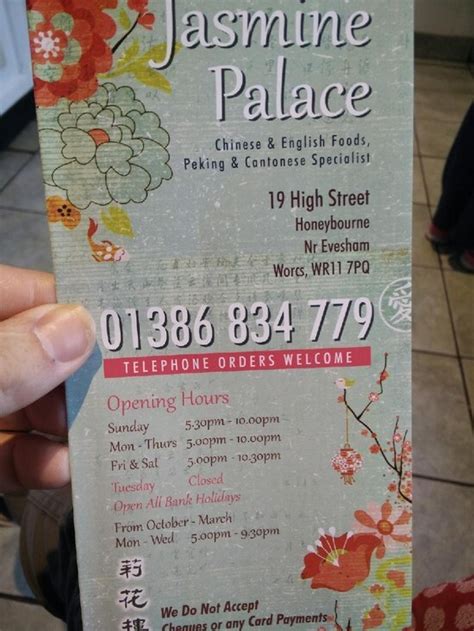 Jasmine
Palace
Chinese & English Foods,
Peking & Cantonese Specialist
19 High Street
Honeybourne
Nr Evesham
Worcs, WR11 7PQ
01386 834 779
愛
TELEPHONE ORDERS WELCOME
Opening Hours
Sunday 5.30pm - 10.00pm
Mon - Thurs 5.00pm - 10.00pm
Fri & Sat 5.00pm - 10.30pm
Tuesday Closed
Open All Bank Holidays
From October - March
Mon - Wed 5.00pm - 9.30pm
莉花樓
We Do Not Accept
Cheques or any Card Payments